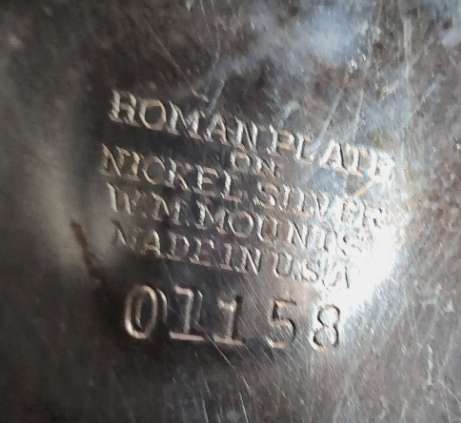 ROMAN PLATE
ON
NICKEL SILVER
W.M. MOUNTS
MADE IN U.S.A
01158